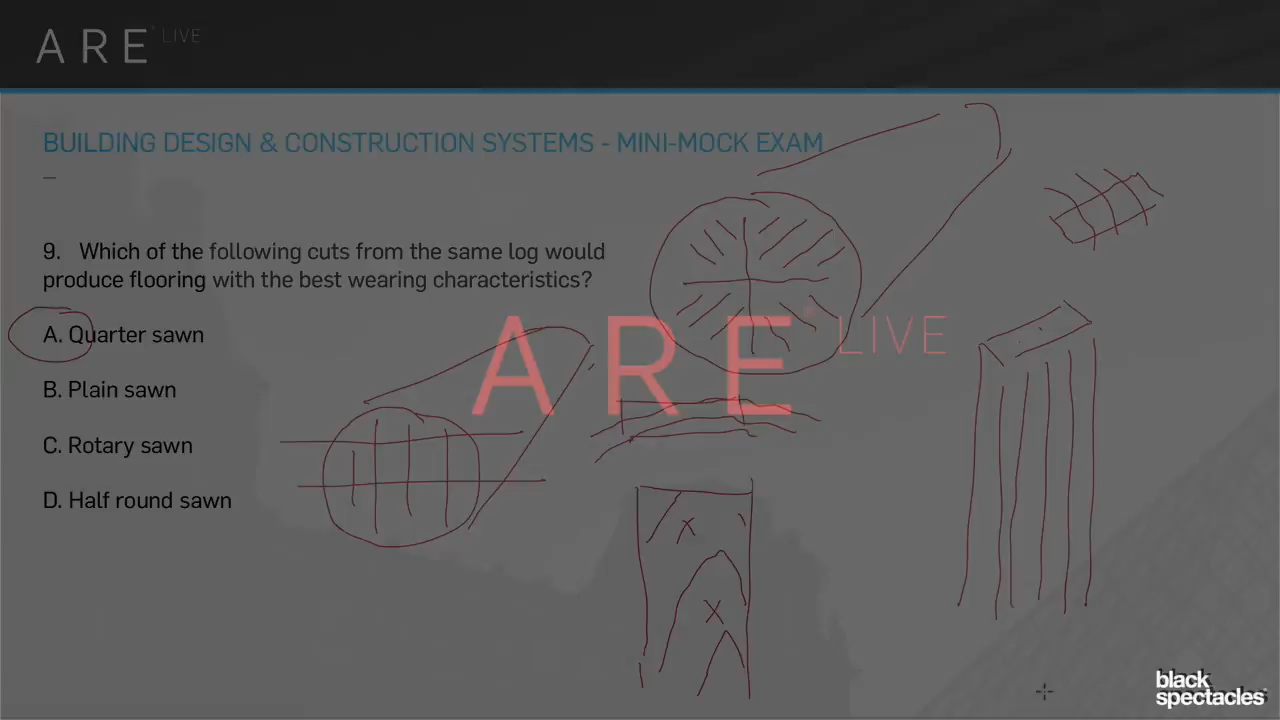 ARE LIVE
BUILDING DESIGN & CONSTRUCTION SYSTEMS - MINI-MOCK EXAM
9. Which of the following cuts from the same log would
produce flooring with the best wearing characteristics?
A. Quarter sawn
ARE LIVE
B. Plain sawn
C. Rotary sawn
D. Half round sawn
black
spectacles